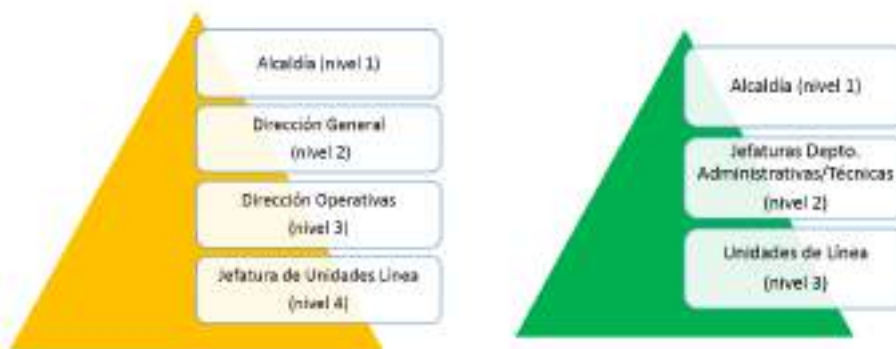 Alcaldía (nivel 1)
Dirección General
(nivel 2)
Dirección Operativas
(nivel 3)
Jefatura de Unidades Línea
(nivel 4)
Alcaldía (nivel 1)
Jefaturas Depto.
Administrativas/Técnicas
(nivel 2)
Unidades de Línea
(nivel 3)